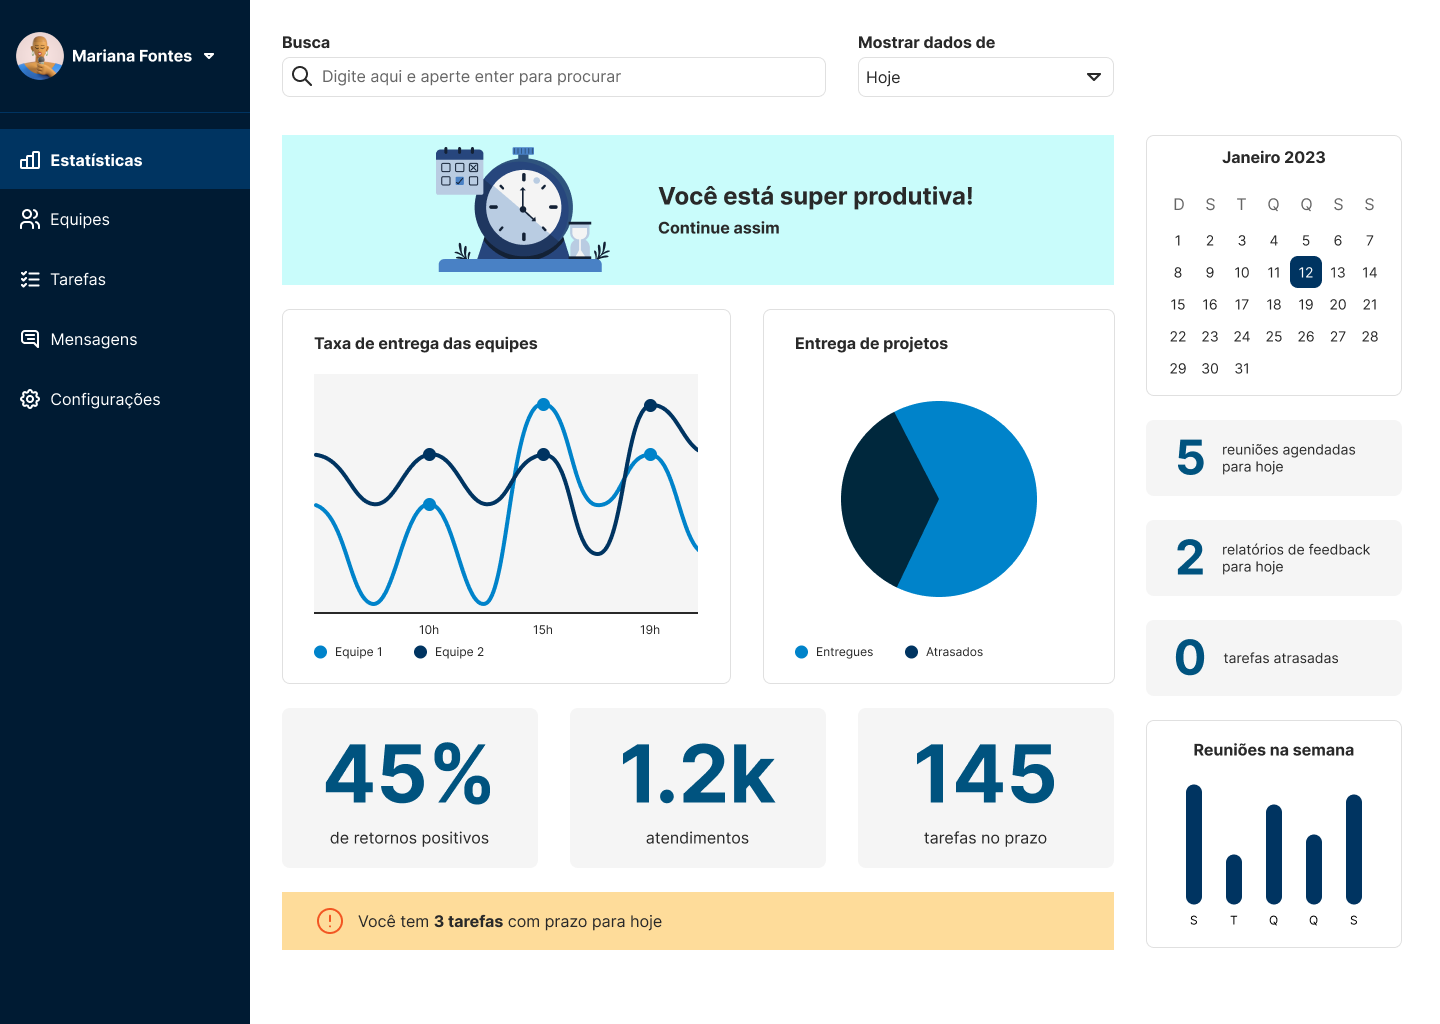 Mariana Fontes
Estatísticas
Equipes
Tarefas
Mensagens
Configurações
Busca
Digite aqui e aperte enter para procurar
Mostrar dados de
Hoje
Você está super produtiva!
Continue assim
Taxa de entrega das equipes
10h 15h 19h
Equipe 1 Equipe 2
Entrega de projetos
Entregues Atrasados
45%
de retornos positivos
1.2k
atendimentos
145
tarefas no prazo
Você tem 3 tarefas com prazo para hoje
Janeiro 2023
D S T Q Q S S
1 2 3 4 5 6 7
8 9 10 11 12 13 14
15 16 17 18 19 20 21
22 23 24 25 26 27 28
29 30 31
5
reuniões agendadas
para hoje
2
relatórios de feedback
para hoje
0
tarefas atrasadas
Reuniões na semana
S T Q Q S